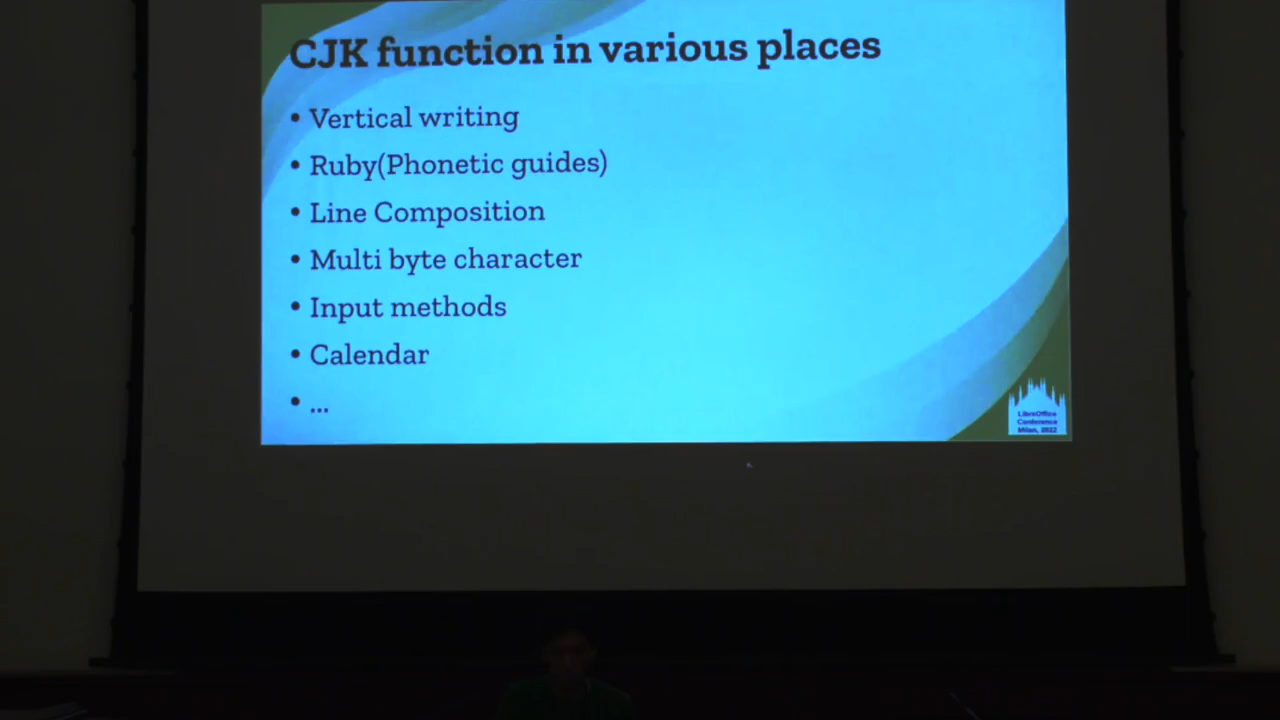 CJK function in various places
• Vertical writing
• Ruby(Phonetic guides)
• Line Composition
• Multi byte character
• Input methods
• Calendar
• ...
LibreOffice
Conference
Milan, 2022